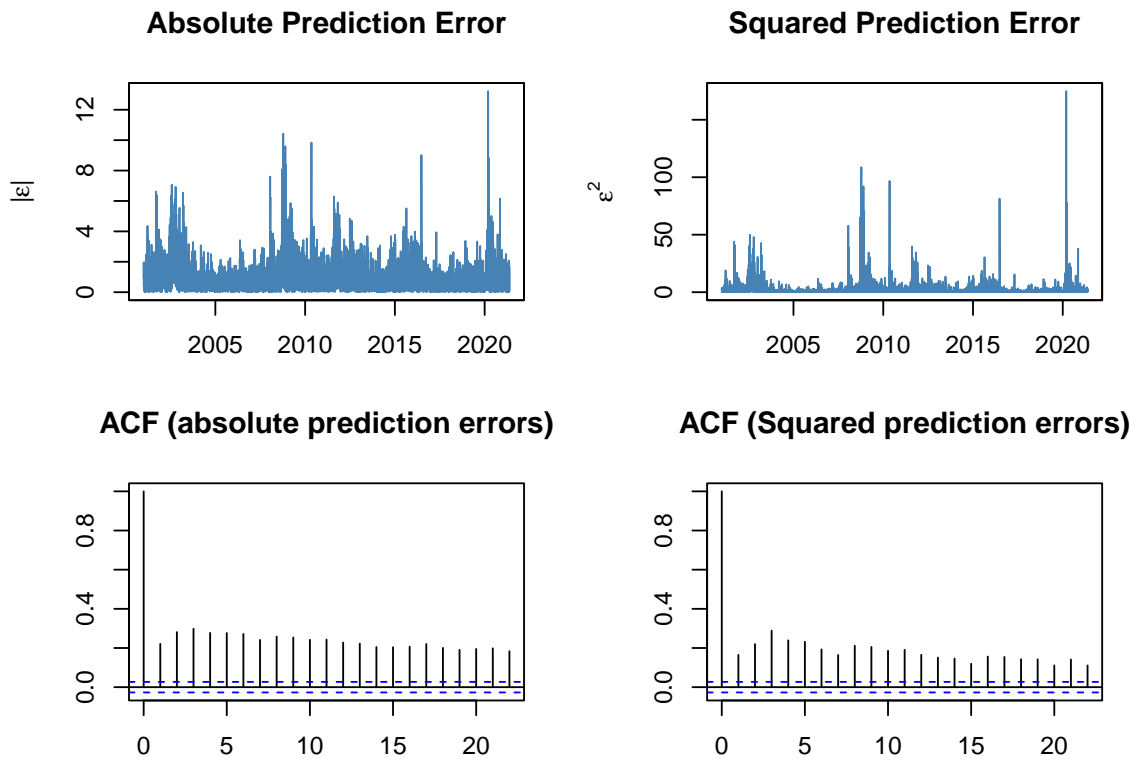 Absolute Prediction Error
|ε|
12
8
4
0
2005 2010 2015 2020
Squared Prediction Error
ε²
100
50
0
2005 2010 2015 2020
ACF (absolute prediction errors)
0.8
0.4
0.0
0 5 10 15 20
ACF (Squared prediction errors)
0.8
0.4
0.0
0 5 10 15 20